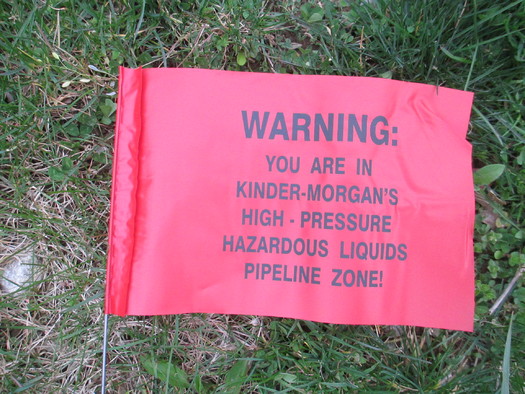 WARNING:
YOU ARE IN
KINDER-MORGAN'S
HIGH - PRESSURE
HAZARDOUS LIQUIDS
PIPELINE ZONE!